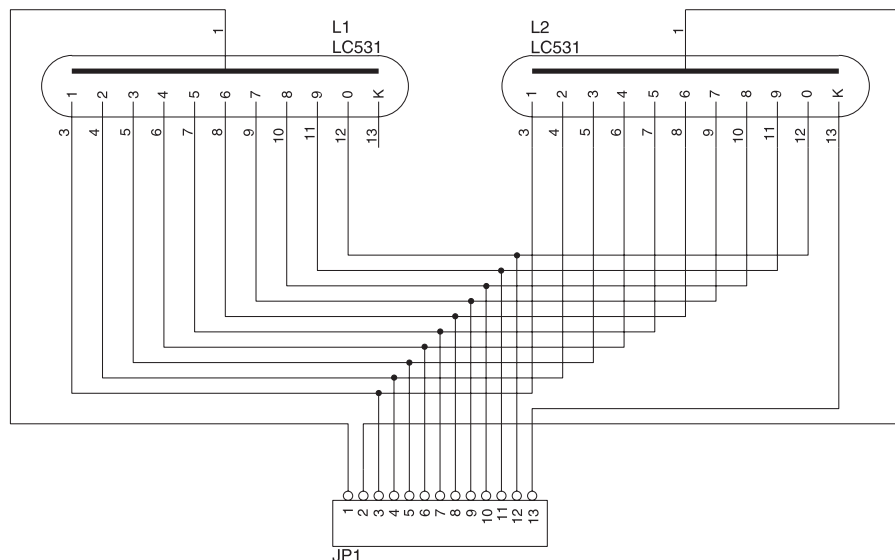 1
L1
LC531
1 2 3 4 5 6 7 8 9 0 K
3 4 5 6 7 8 9 10 11 12 13
1
L2
LC531
1 2 3 4 5 6 7 8 9 0 K
3 4 5 6 7 8 9 10 11 12 13
1 2 3 4 5 6 7 8 9 10 11 12 13
JP1